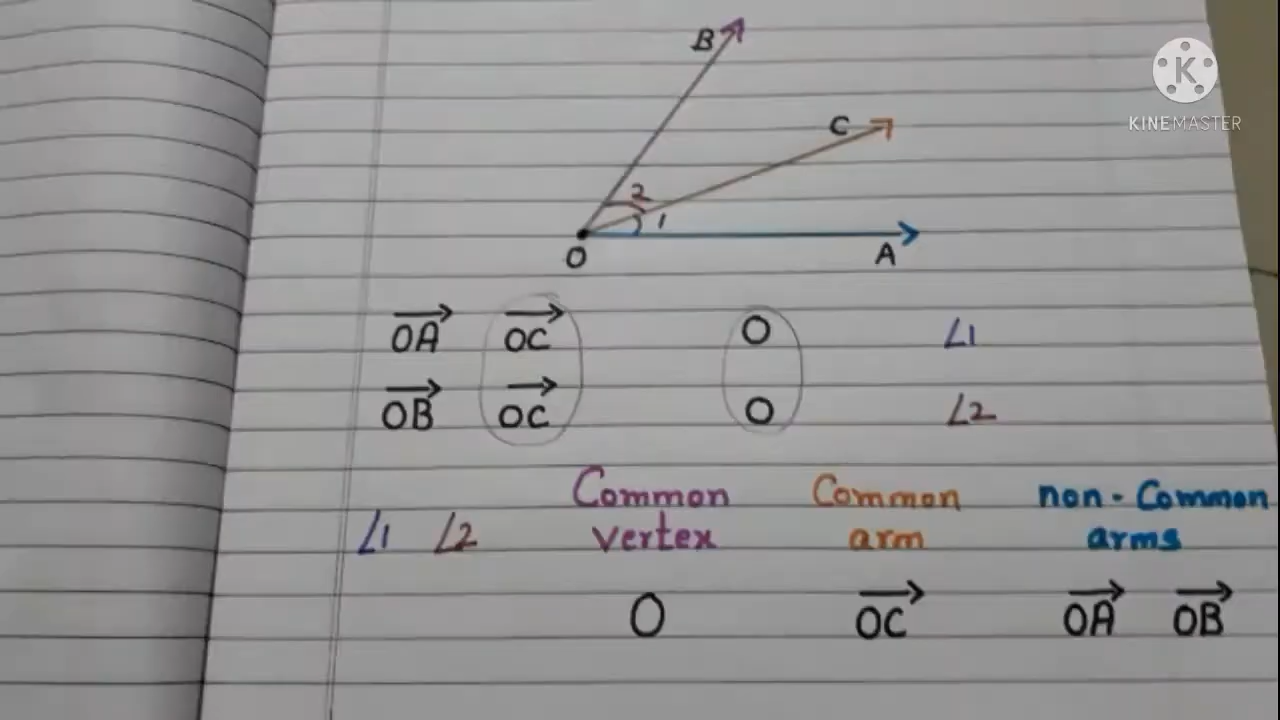 B
C
2
1
O
A
OA OC O ∠1
OB OC O ∠2
Common Common non-Common
∠1 ∠2 vertex arm arms
O OC OA OB
K
KINEMASTER